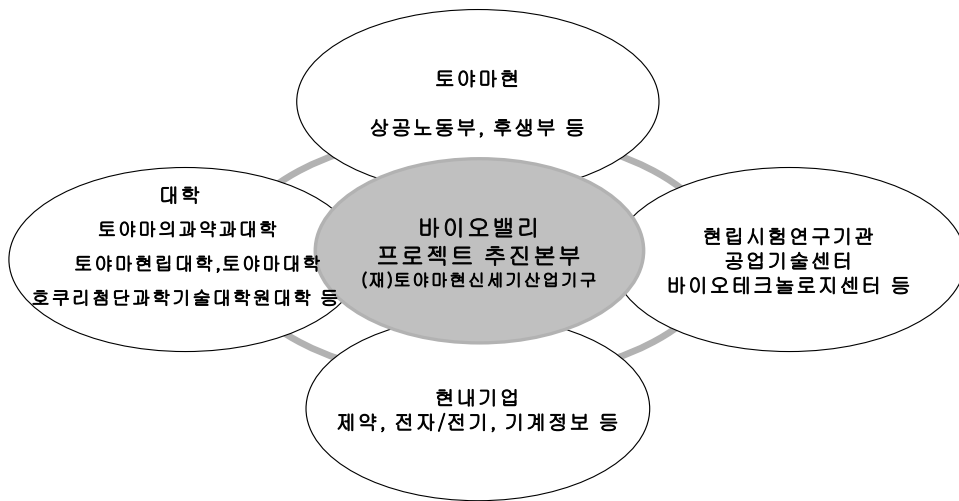 토야마현
상공노동부, 후생부 등
대학
토야마의과약과대학
토야마현립대학,토야마대학
호쿠리첨단과학기술대학원대학 등
바이오밸리
프로젝트 추진본부
(재)토야마현신세기산업기구
현립시험연구기관
공업기술센터
바이오테크놀로지센터 등
현내기업
제약, 전자/전기, 기계정보 등